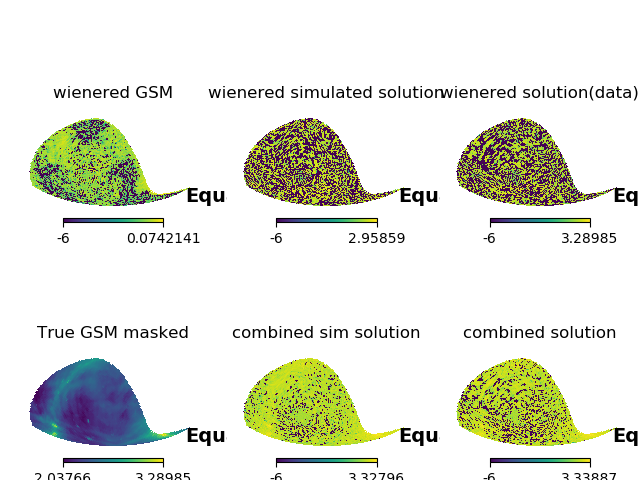 wienered GSM
wienered simulated solution
wienered solution(data)
Equ
Equ
Eq
-6 0.0742141
-6 2.95859
-6 3.28985
True GSM masked
combined sim solution
combined solution
Equ
Equ
Eq
2.03766 3.28985
-6 3.32796
-6 3.33887